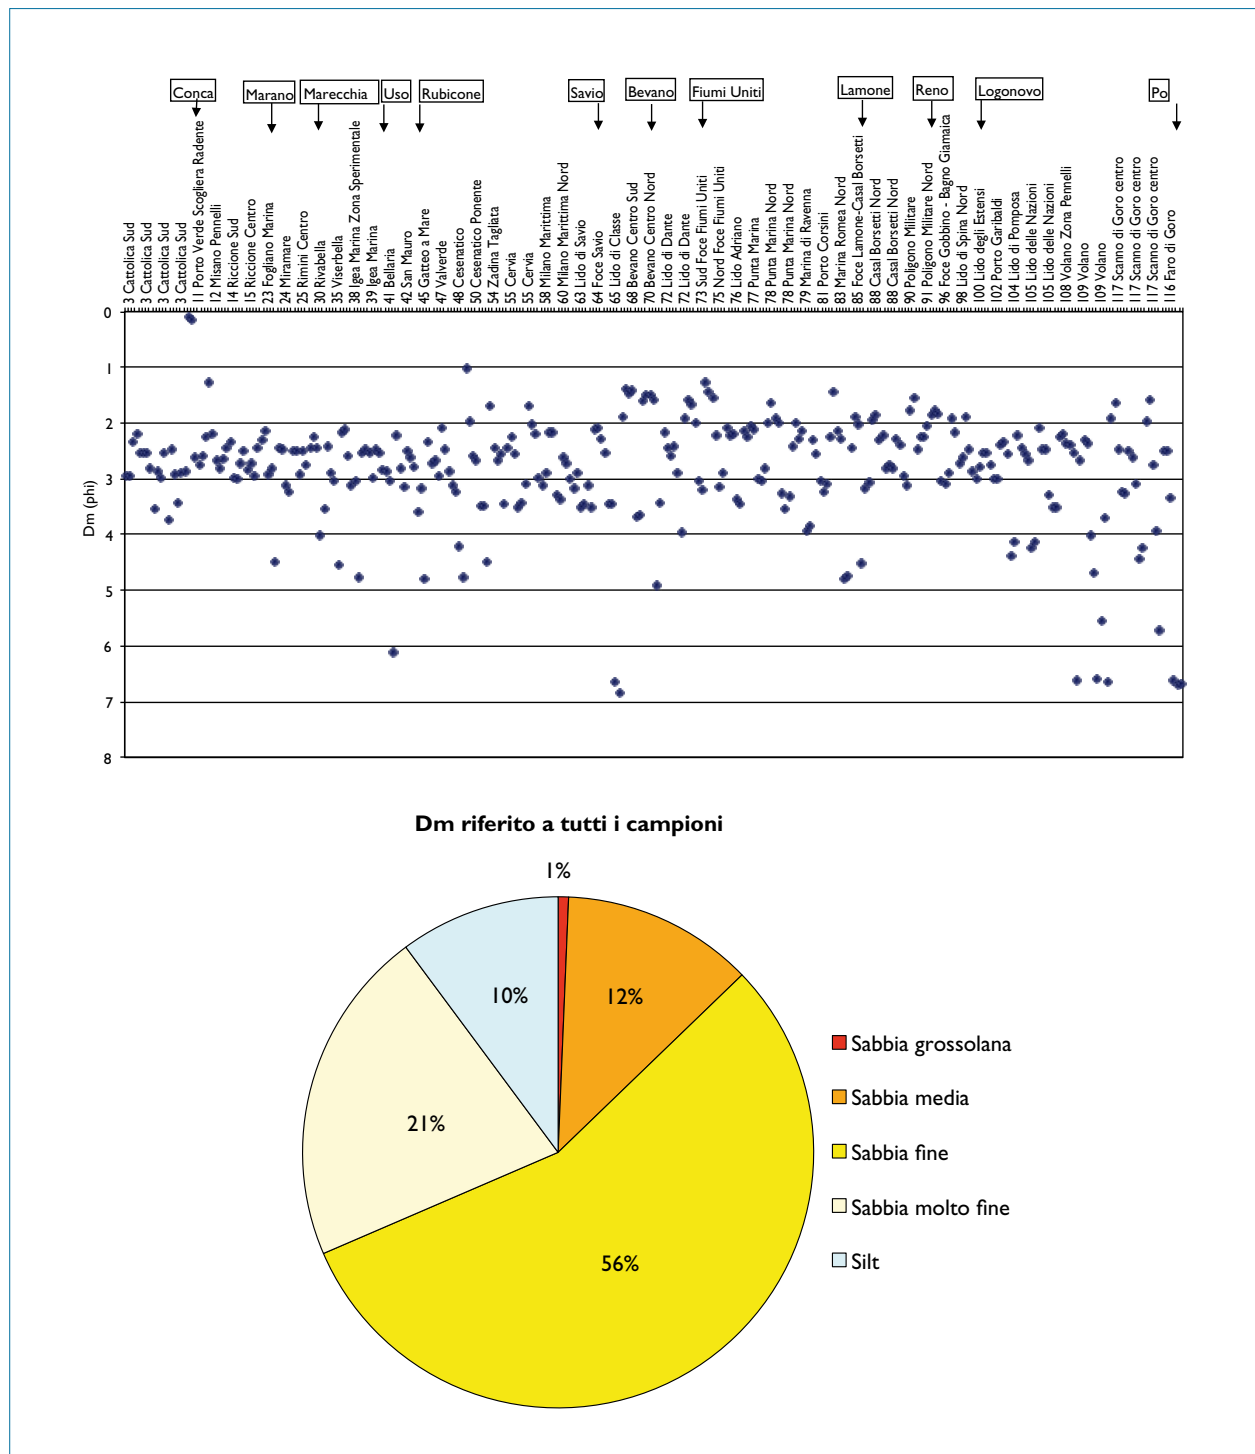 Conca
Marano
Marecchia
Uso
Rubicone
Savio
Bevano
Fiumi Uniti
Lamone
Reno
Logonovo
Po
3 Cattolica Sud
3 Cattolica Sud
3 Cattolica Sud
3 Cattolica Sud
11 Porto Verde Scogliera Radente
12 Misano Pennelli
14 Riccione Sud
15 Riccione Centro
23 Fogliano Marina
24 Miramare
25 Rimini Centro
30 Rivabella
35 Viserbella
38 Igea Marina Zona Sperimentale
39 Igea Marina
41 Bellaria
42 San Mauro
45 Gatteo a Mare
47 Valverde
48 Cesenatico
50 Cesenatico Ponente
54 Zadina Tagliata
55 Cervia
55 Cervia
58 Milano Marittima
60 Milano Marittima Nord
63 Lido di Savio
64 Foce Savio
65 Lido di Classe
68 Bevano Centro Sud
70 Bevano Centro Nord
72 Lido di Dante
72 Lido di Dante
73 Sud Foce Fiumi Uniti
75 Nord Foce Fiumi Uniti
76 Lido Adriano
77 Punta Marina
78 Punta Marina Nord
78 Punta Marina Nord
79 Marina di Ravenna
81 Porto Corsini
83 Marina Romea Nord
85 Foce Lamone-Casal Borsetti
88 Casal Borsetti Nord
88 Casal Borsetti Nord
90 Poligono Militare
91 Poligono Militare Nord
96 Foce Gobbino - Bagno Giamaica
98 Lido di Spina Nord
100 Lido degli Estensi
102 Porto Garibaldi
104 Lido di Pomposa
105 Lido delle Nazioni
105 Lido delle Nazioni
108 Volano Zona Pennelli
109 Volano
109 Volano
117 Scanno di Goro centro
117 Scanno di Goro centro
117 Scanno di Goro centro
116 Faro di Goro
0
1
2
3
4
5
6
7
8
Dm (phi)
Dm riferito a tutti i campioni
1%
12%
10%
21%
56%
Sabbia grossolana
Sabbia media
Sabbia fine
Sabbia molto fine
Silt